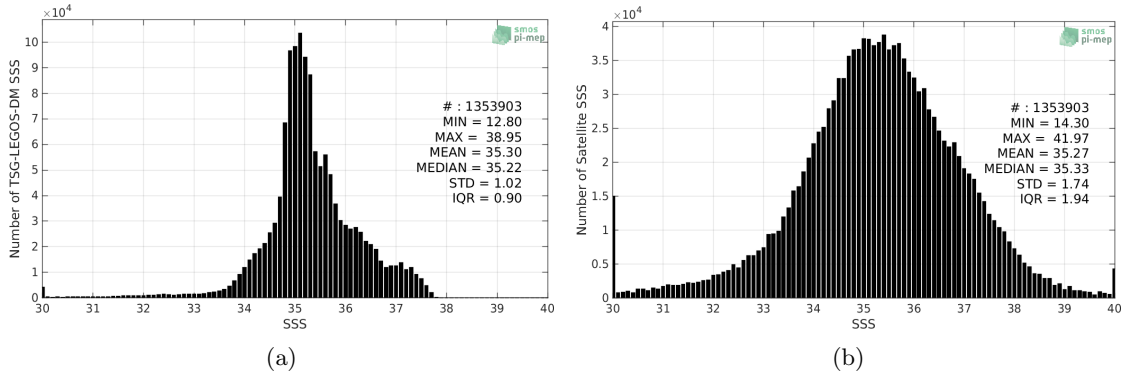 ×10⁴
10
9
8
7
6
5
4
3
2
1
0
30 31 32 33 34 35 36 37 38 39 40
SSS
Number of TSG-LEGOS-DM SSS
smos
pi-mep
# : 1353903
MIN = 12.80
MAX = 38.95
MEAN = 35.30
MEDIAN = 35.22
STD = 1.02
IQR = 0.90
(a)
×10⁴
4
3.5
3
2.5
2
1.5
1
0.5
0
30 31 32 33 34 35 36 37 38 39 40
SSS
Number of Satellite SSS
smos
pi-mep
# : 1353903
MIN = 14.30
MAX = 41.97
MEAN = 35.27
MEDIAN = 35.33
STD = 1.74
IQR = 1.94
(b)